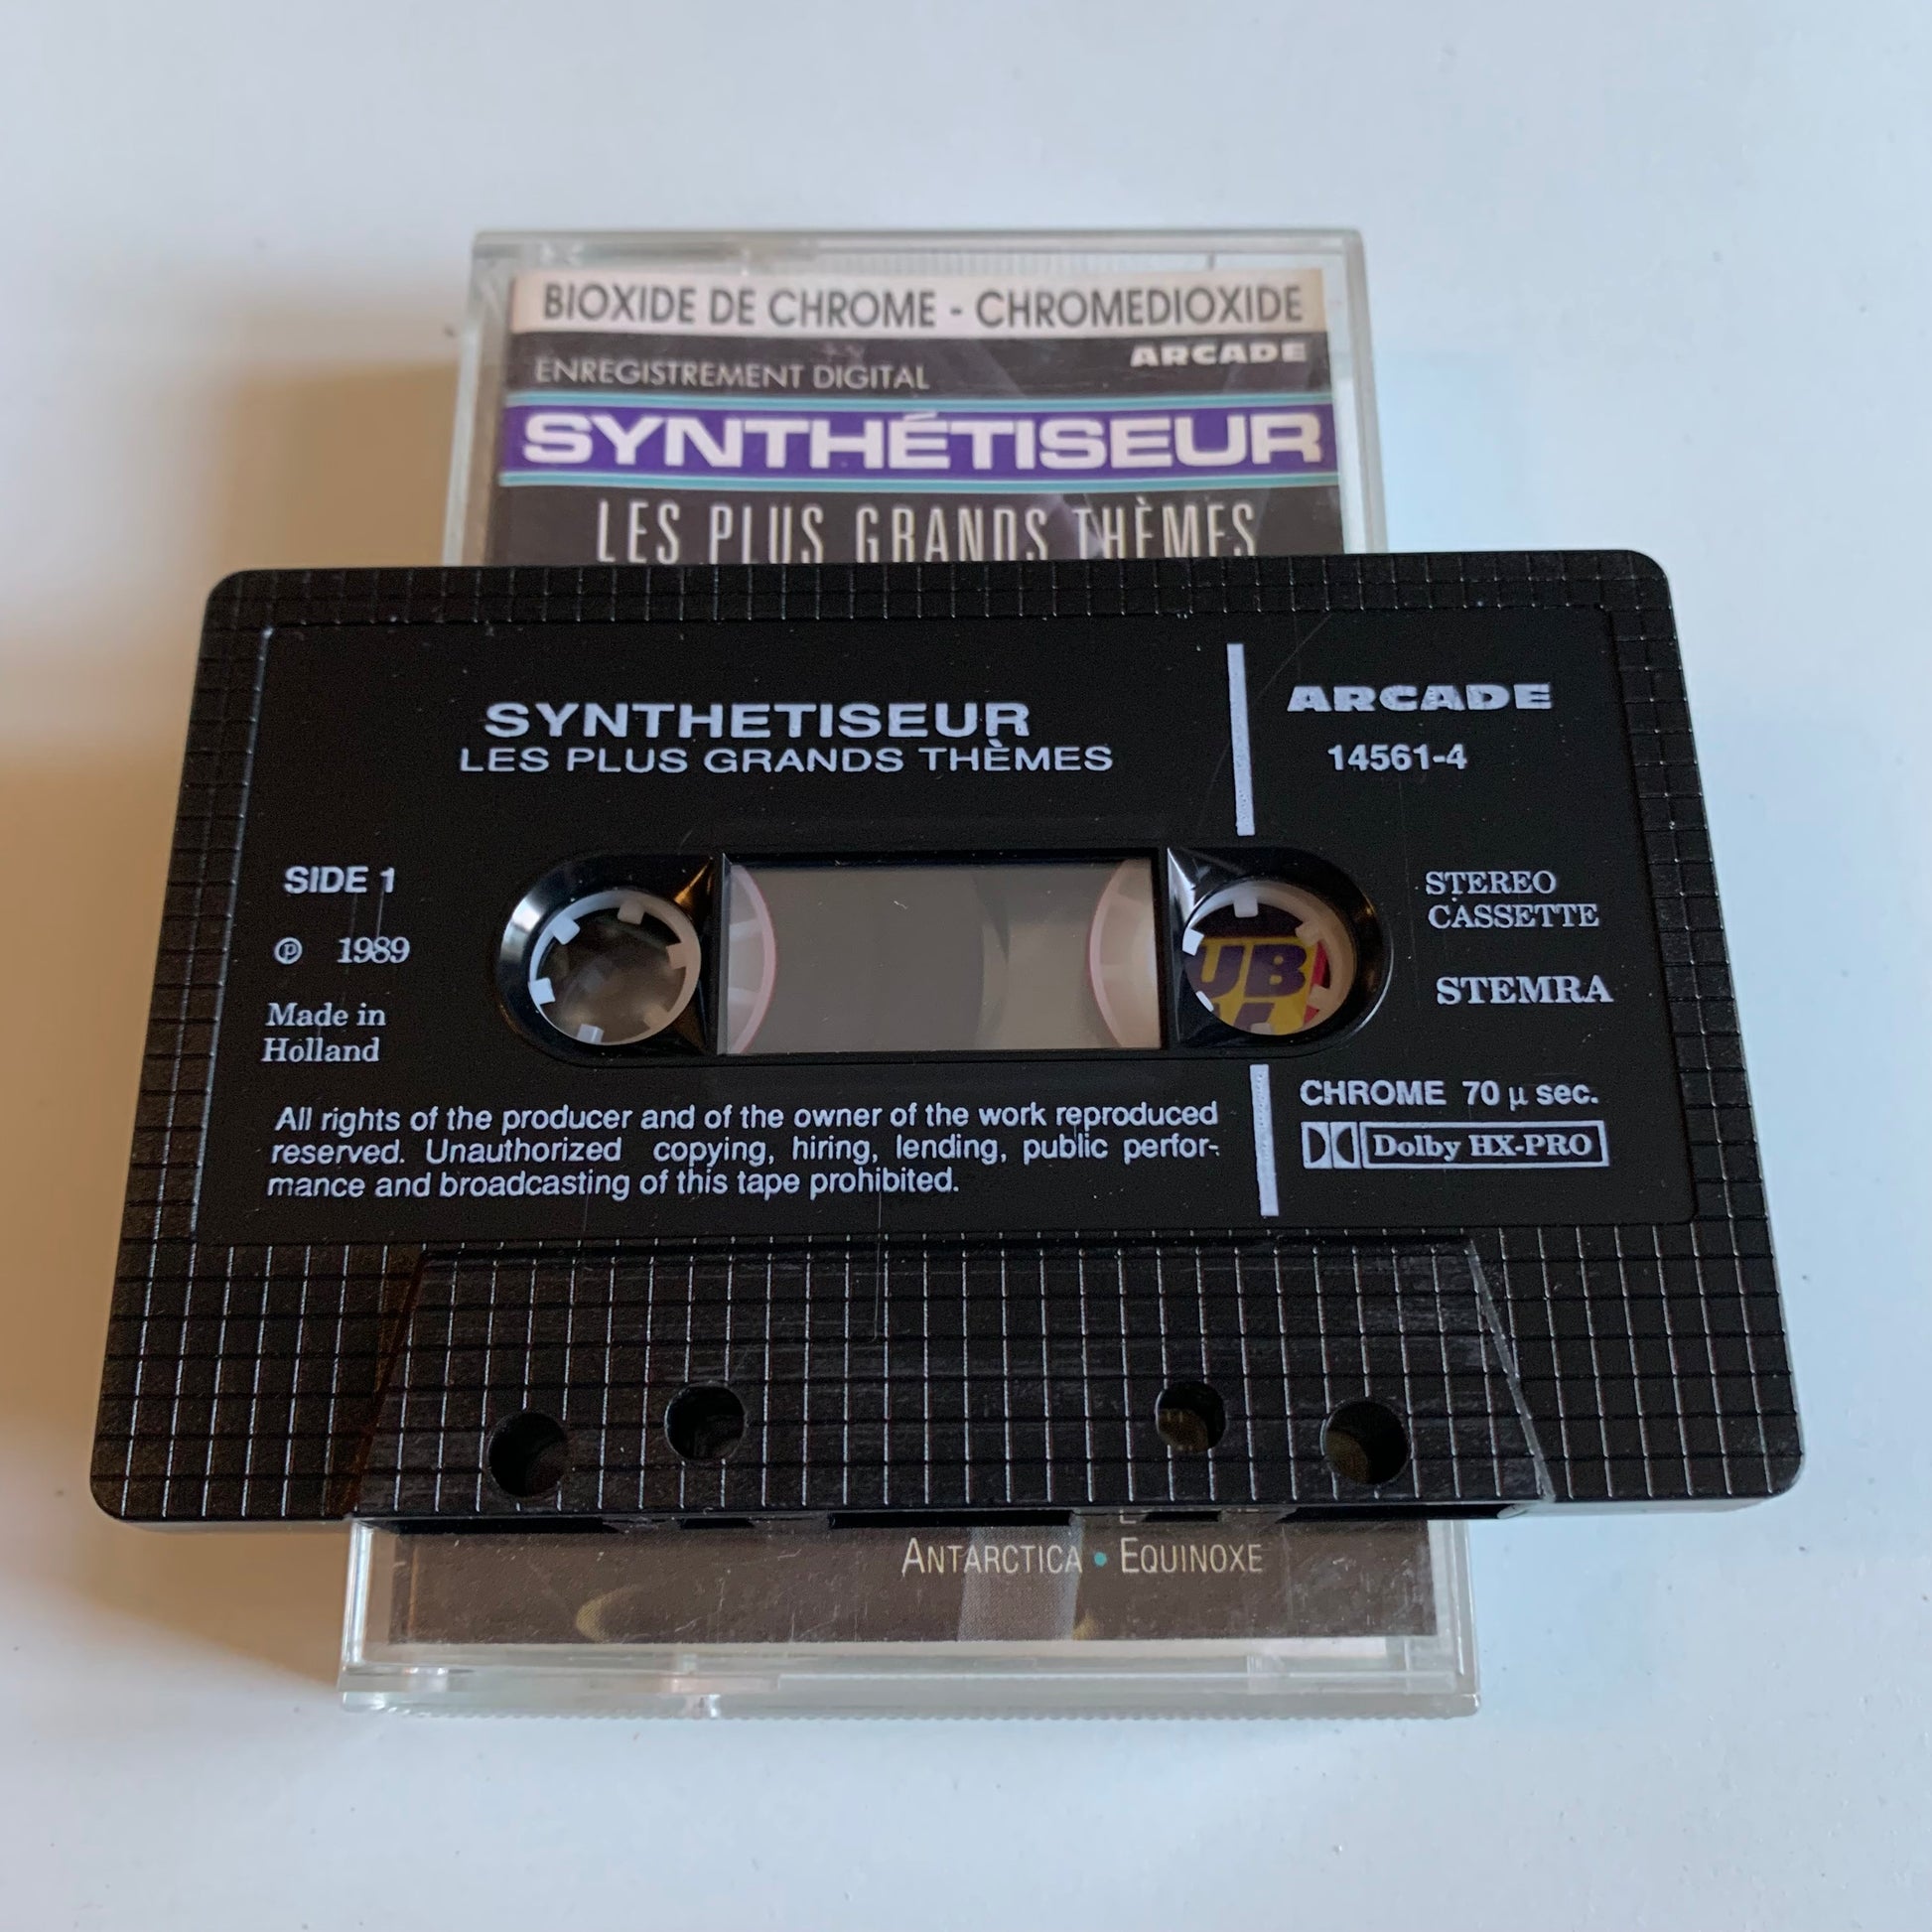 BIOXIDE DE CHROME - CHROMEDIOXIDE
ARCADE
ENREGISTREMENT DIGITAL
SYNTHÉTISEUR
LES PLUS GRANDS THÈMES
SYNTHETISEUR
LES PLUS GRANDS THÈMES
ARCADE
14561-4
SIDE 1
℗ 1989
Made in
Holland
UB
STEREO
CASSETTE
STEMRA
All rights of the producer and of the owner of the work reproduced
reserved. Unauthorized copying, hiring, lending, public perfor-
mance and broadcasting of this tape prohibited.
CHROME 70 μ sec.
Dolby HX-PRO
ANTARCTICA • EQUINOXE